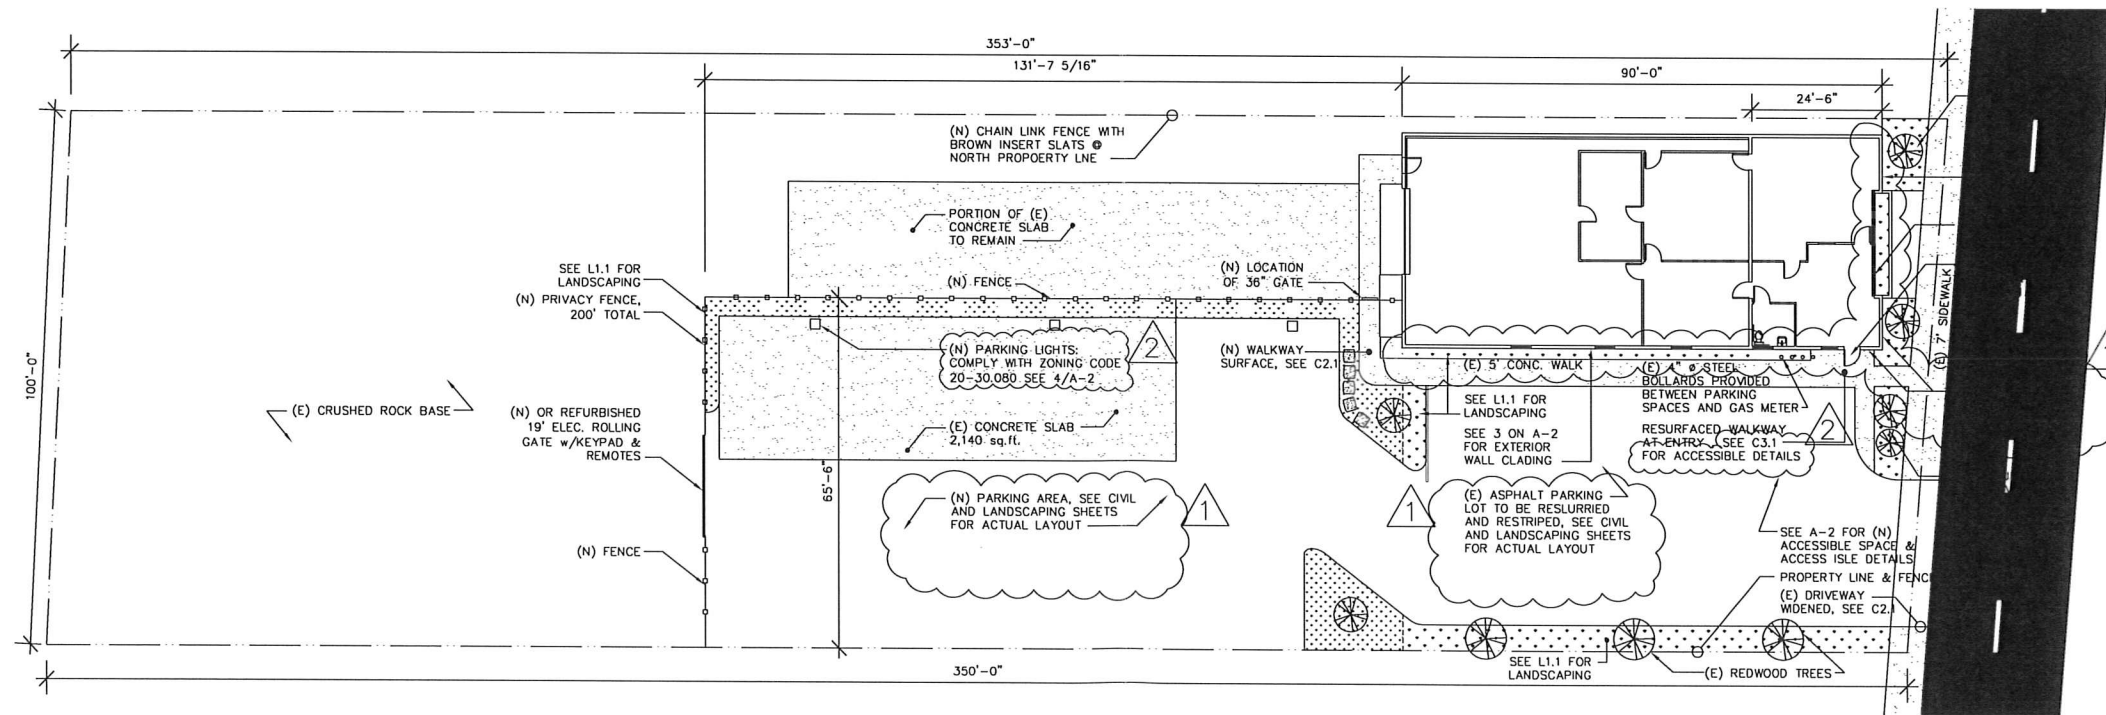 353'-0"
131'-7 5/16"
90'-0"
24'-6"
(N) CHAIN LINK FENCE WITH
BROWN INSERT SLATS @
NORTH PROPOERTY LNE
PORTION OF (E)
CONCRETE SLAB
TO REMAIN
SEE L1.1 FOR
LANDSCAPING
(N) PRIVACY FENCE,
200' TOTAL
(N) FENCE
(N) LOCATION
OF 36" GATE
(E) 7' SIDEWALK
100'-0"
(E) CRUSHED ROCK BASE
(N) OR REFURBISHED
19' ELEC. ROLLING
GATE w/KEYPAD &
REMOTES
(N) PARKING LIGHTS:
COMPLY WITH ZONING CODE
20-30.080 SEE 4/A-2
2
(E) CONCRETE SLAB
2,140 sq.ft.
65'-6"
(N) WALKWAY
SURFACE, SEE C2.1
(E) 5' CONC. WALK
SEE L1.1 FOR
LANDSCAPING
SEE 3 ON A-2
FOR EXTERIOR
WALL CLADING
(E) 4" ø STEEL
BOLLARDS PROVIDED
BETWEEN PARKING
SPACES AND GAS METER
RESURFACED WALKWAY
AT ENTRY, SEE C3.1
FOR ACCESSIBLE DETAILS
2
(N) PARKING AREA, SEE CIVIL
AND LANDSCAPING SHEETS
FOR ACTUAL LAYOUT
1
1
(E) ASPHALT PARKING
LOT TO BE RESLURRIED
AND RESTRIPED, SEE CIVIL
AND LANDSCAPING SHEETS
FOR ACTUAL LAYOUT
(N) FENCE
SEE A-2 FOR (N)
ACCESSIBLE SPACE &
ACCESS ISLE DETAILS
PROPERTY LINE & FENC
(E) DRIVEWAY
WIDENED, SEE C2.1
SEE L1.1 FOR
LANDSCAPING
(E) REDWOOD TREES
350'-0"